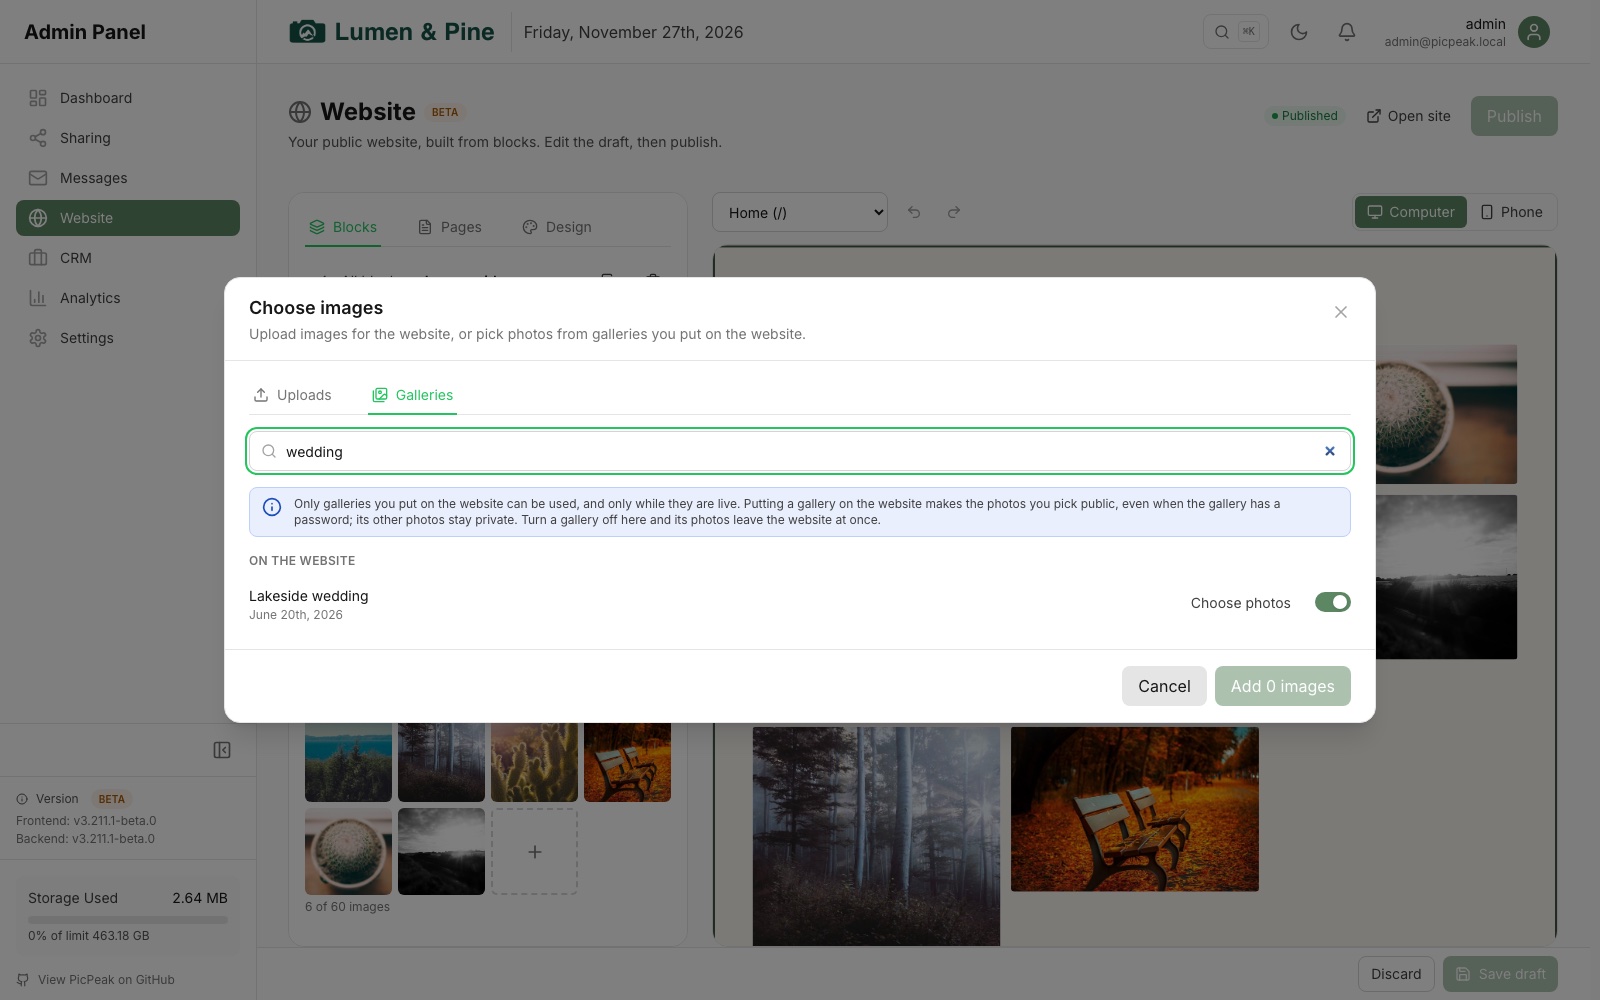 Admin Panel
Lumen & Pine
Friday, November 27th, 2026
⌘K
admin
admin@picpeak.local
Dashboard
Sharing
Messages
Website
CRM
Analytics
Settings
Website BETA
Your public website, built from blocks. Edit the draft, then publish.
Published
Open site
Publish
Blocks
Pages
Design
Home (/)
Computer
Phone
Choose images
Upload images for the website, or pick photos from galleries you put on the website.
Uploads
Galleries
wedding
Only galleries you put on the website can be used, and only while they are live. Putting a gallery on the website makes the photos you pick public, even when the gallery has a
password; its other photos stay private. Turn a gallery off here and its photos leave the website at once.
ON THE WEBSITE
Lakeside wedding
June 20th, 2026
Choose photos
Cancel
Add 0 images
6 of 60 images
Version BETA
Frontend: v3.211.1-beta.0
Backend: v3.211.1-beta.0
Storage Used 2.64 MB
0% of limit 463.18 GB
View PicPeak on GitHub
Discard
Save draft